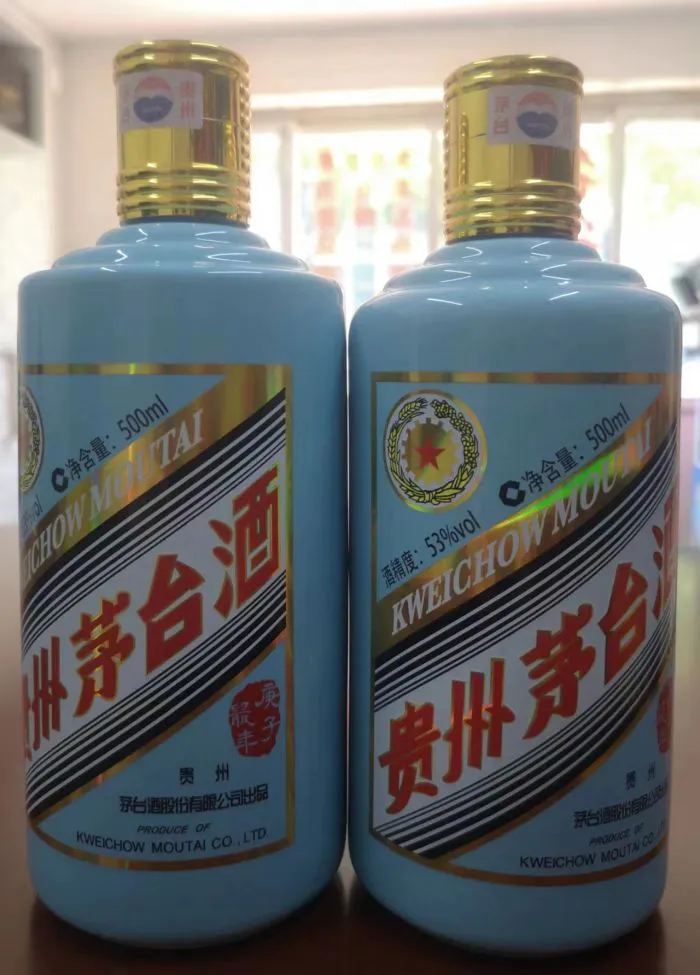 贵州
净含量: 500ml
%vol
ICHOW MOUTAI
州茅台酒
庚子
鼠年
贵州
茅台酒股份有限公司出品
PRODUCE OF
KWEICHOW MOUTAI CO., LTD.
茅台
净含量: 500ml
酒精度: 53%vol
KWEICHOW MOUTAI
贵州茅台酒
贵州
茅台酒股份有限公司出品
PRODUCE OF
KWEICHOW MOUTAI CO., LTD